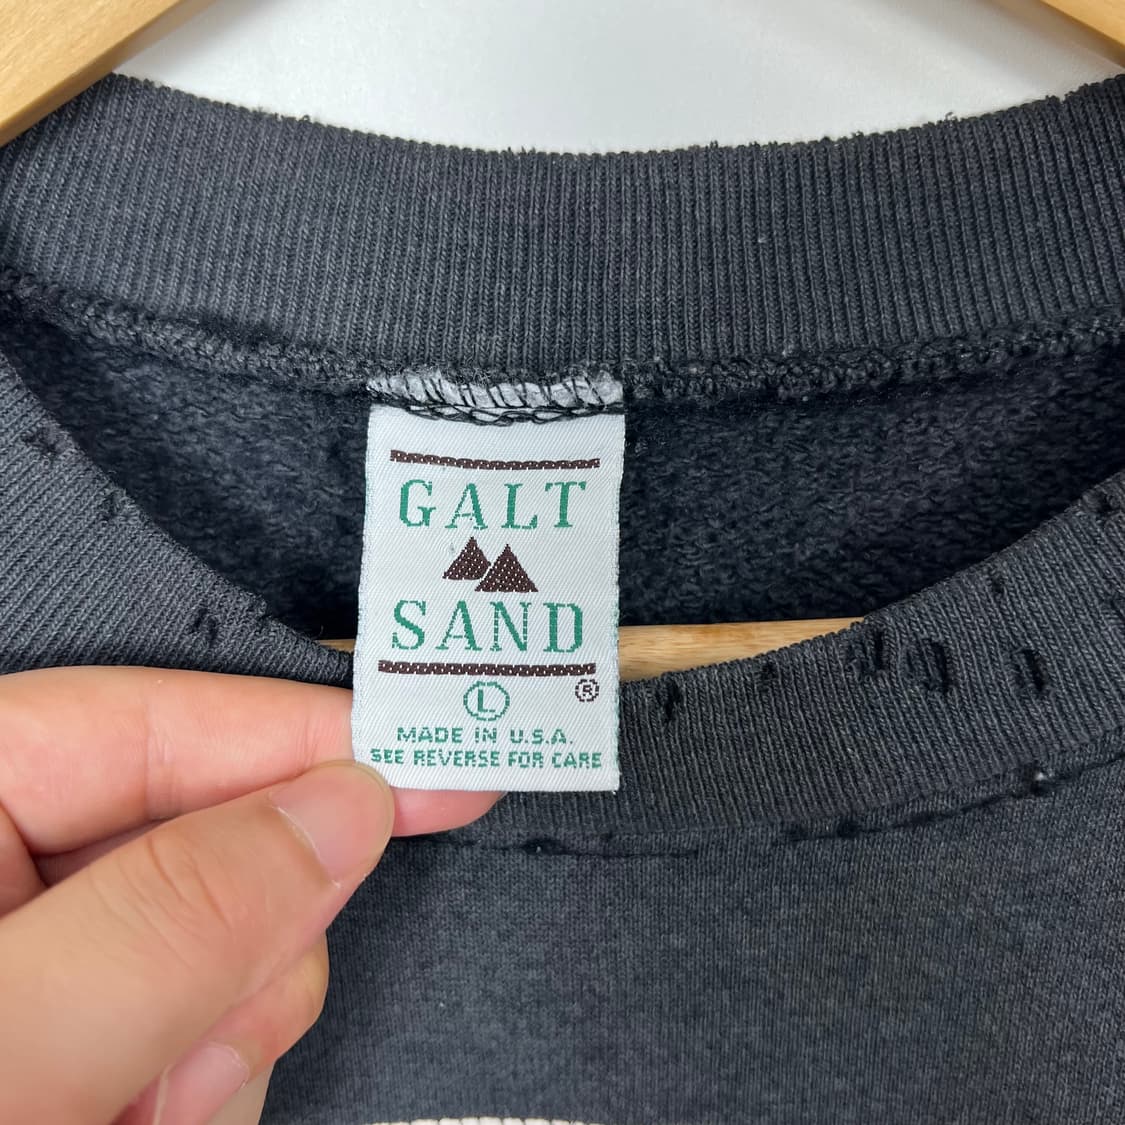 GALT
SAND
L ®
MADE IN U.S.A.
SEE REVERSE FOR CARE